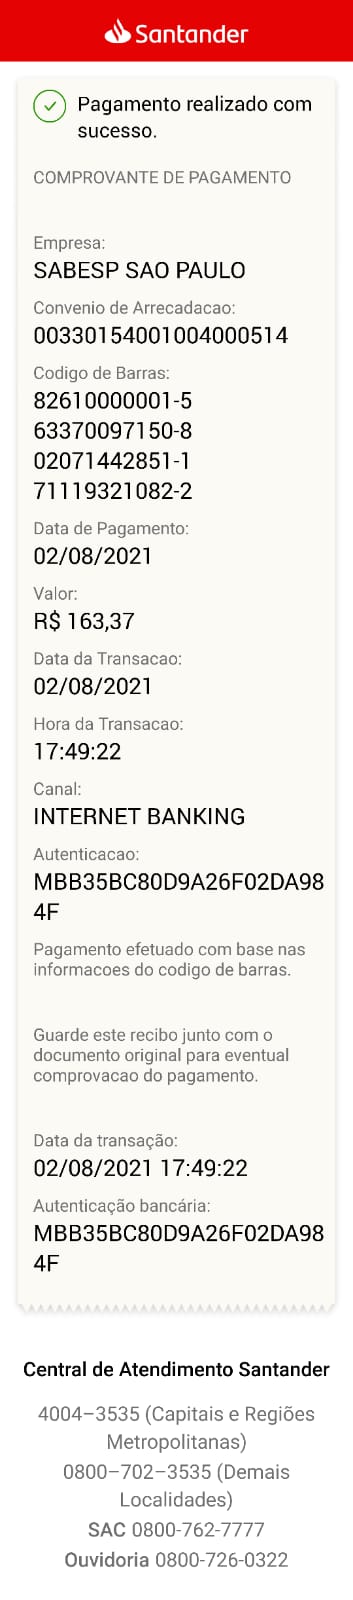 Santander
Pagamento realizado com
sucesso.
COMPROVANTE DE PAGAMENTO
Empresa:
SABESP SAO PAULO
Convenio de Arrecadacao:
00330154001004000514
Codigo de Barras:
82610000001-5
63370097150-8
02071442851-1
71119321082-2
Data de Pagamento:
02/08/2021
Valor:
R$ 163,37
Data da Transacao:
02/08/2021
Hora da Transacao:
17:49:22
Canal:
INTERNET BANKING
Autenticacao:
MBB35BC80D9A26F02DA98
4F
Pagamento efetuado com base nas
informacoes do codigo de barras.
Guarde este recibo junto com o
documento original para eventual
comprovacao do pagamento.
Data da transação:
02/08/2021 17:49:22
Autenticação bancária:
MBB35BC80D9A26F02DA98
4F
Central de Atendimento Santander
4004–3535 (Capitais e Regiões
Metropolitanas)
0800–702–3535 (Demais
Localidades)
SAC 0800-762-7777
Ouvidoria 0800-726-0322